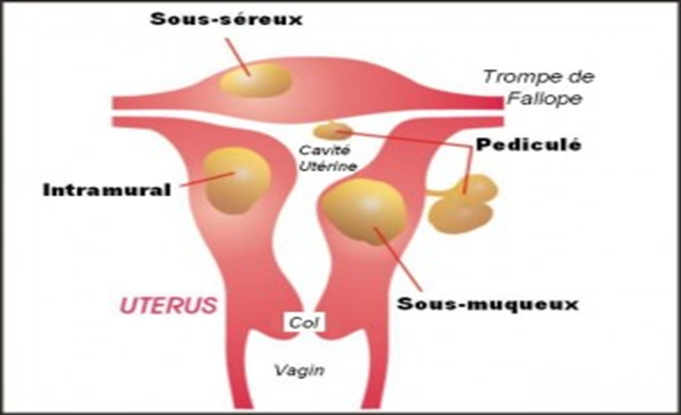 Sous-séreux
Trompe de
Fallope
Pediculé
Cavité
Utérine
Intramural
Sous-muqueux
UTERUS
Col
Vagin